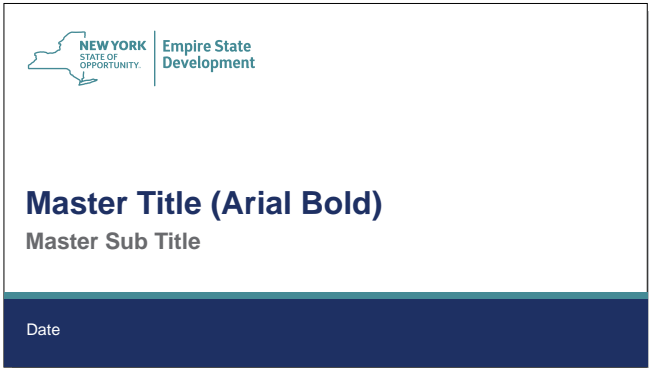 NEW YORK
STATE OF
OPPORTUNITY.
Empire State
Development
Master Title (Arial Bold)
Master Sub Title
Date